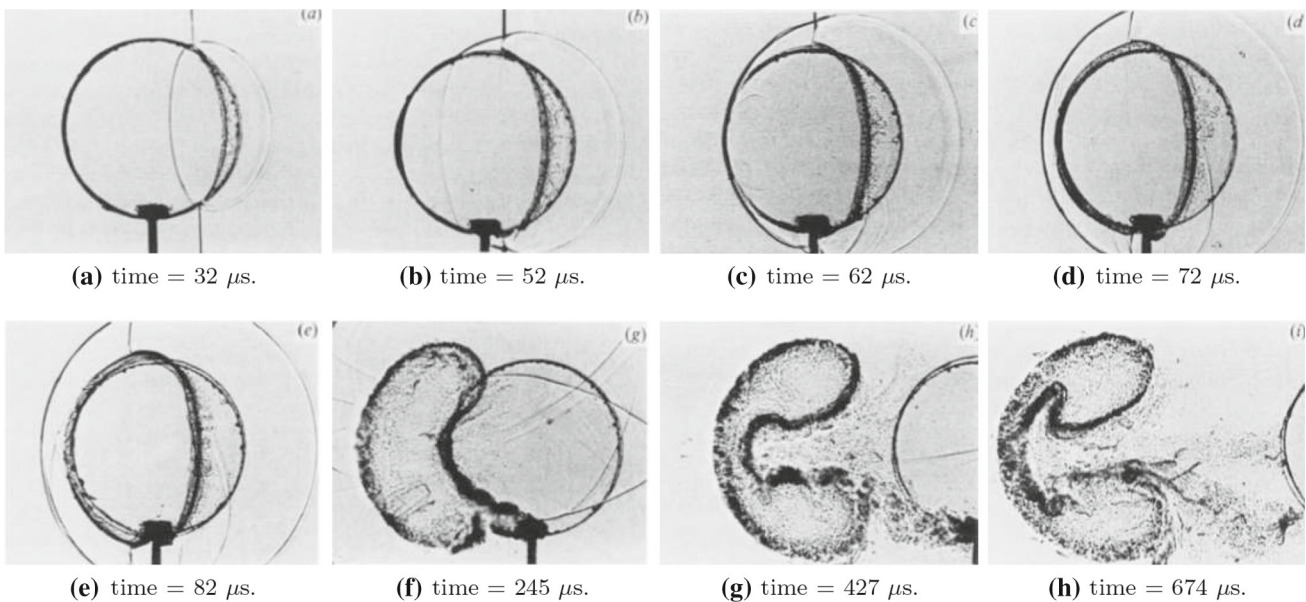 (a)
(b)
(c)
(d)
(a) time = 32 μs.
(b) time = 52 μs.
(c) time = 62 μs.
(d) time = 72 μs.
(e)
(g)
(h)
(i)
(e) time = 82 μs.
(f) time = 245 μs.
(g) time = 427 μs.
(h) time = 674 μs.